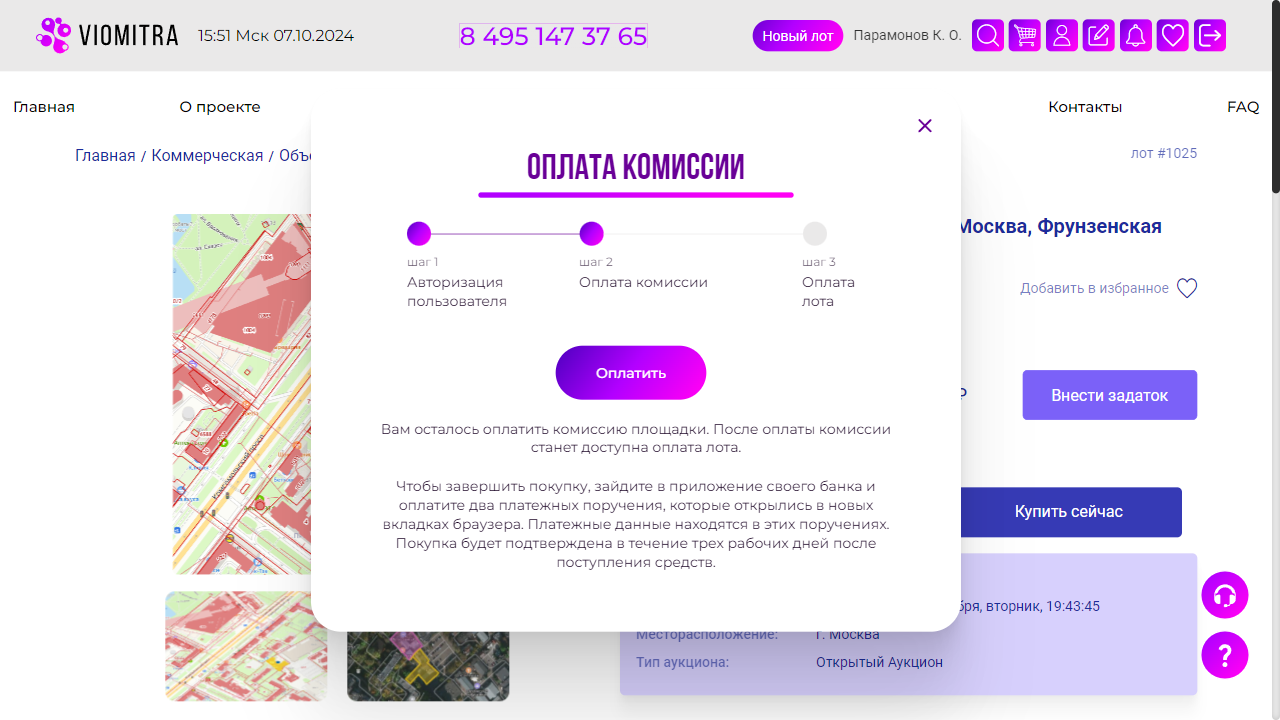 VIOMITRA
15:51 Мск 07.10.2024
8 495 147 37 65
Новый лот
Парамонов К. О.
Главная
О проекте
Контакты
FAQ
Главная / Коммерческая / Объе
лот #1025
ОПЛАТА КОМИССИИ
Москва, Фрунзенская
шаг 1
Авторизация
пользователя
шаг 2
Оплата комиссии
шаг 3
Оплата
лота
Добавить в избранное
Оплатить
Внести задаток
Вам осталось оплатить комиссию площадки. После оплаты комиссии
станет доступна оплата лота.
Чтобы завершить покупку, зайдите в приложение своего банка и
оплатите два платежных поручения, которые открылись в новых
вкладках браузера. Платежные данные находятся в этих поручениях.
Покупка будет подтверждена в течение трех рабочих дней после
поступления средств.
Купить сейчас
бря, вторник, 19:43:45
Месторасположение:
г. Москва
Тип аукциона:
Открытый Аукцион
?